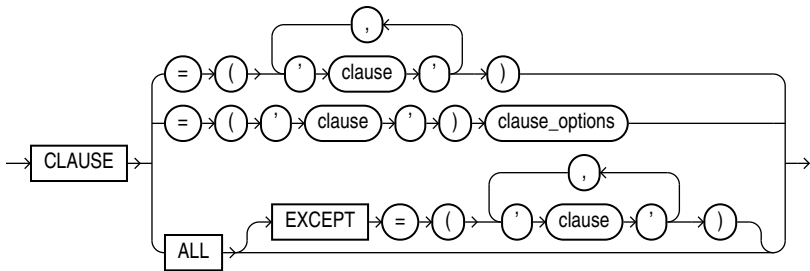 ,
= ( ' clause ' )
= ( ' clause ' ) clause_options
CLAUSE
,
EXCEPT = ( ' clause ' )
ALL